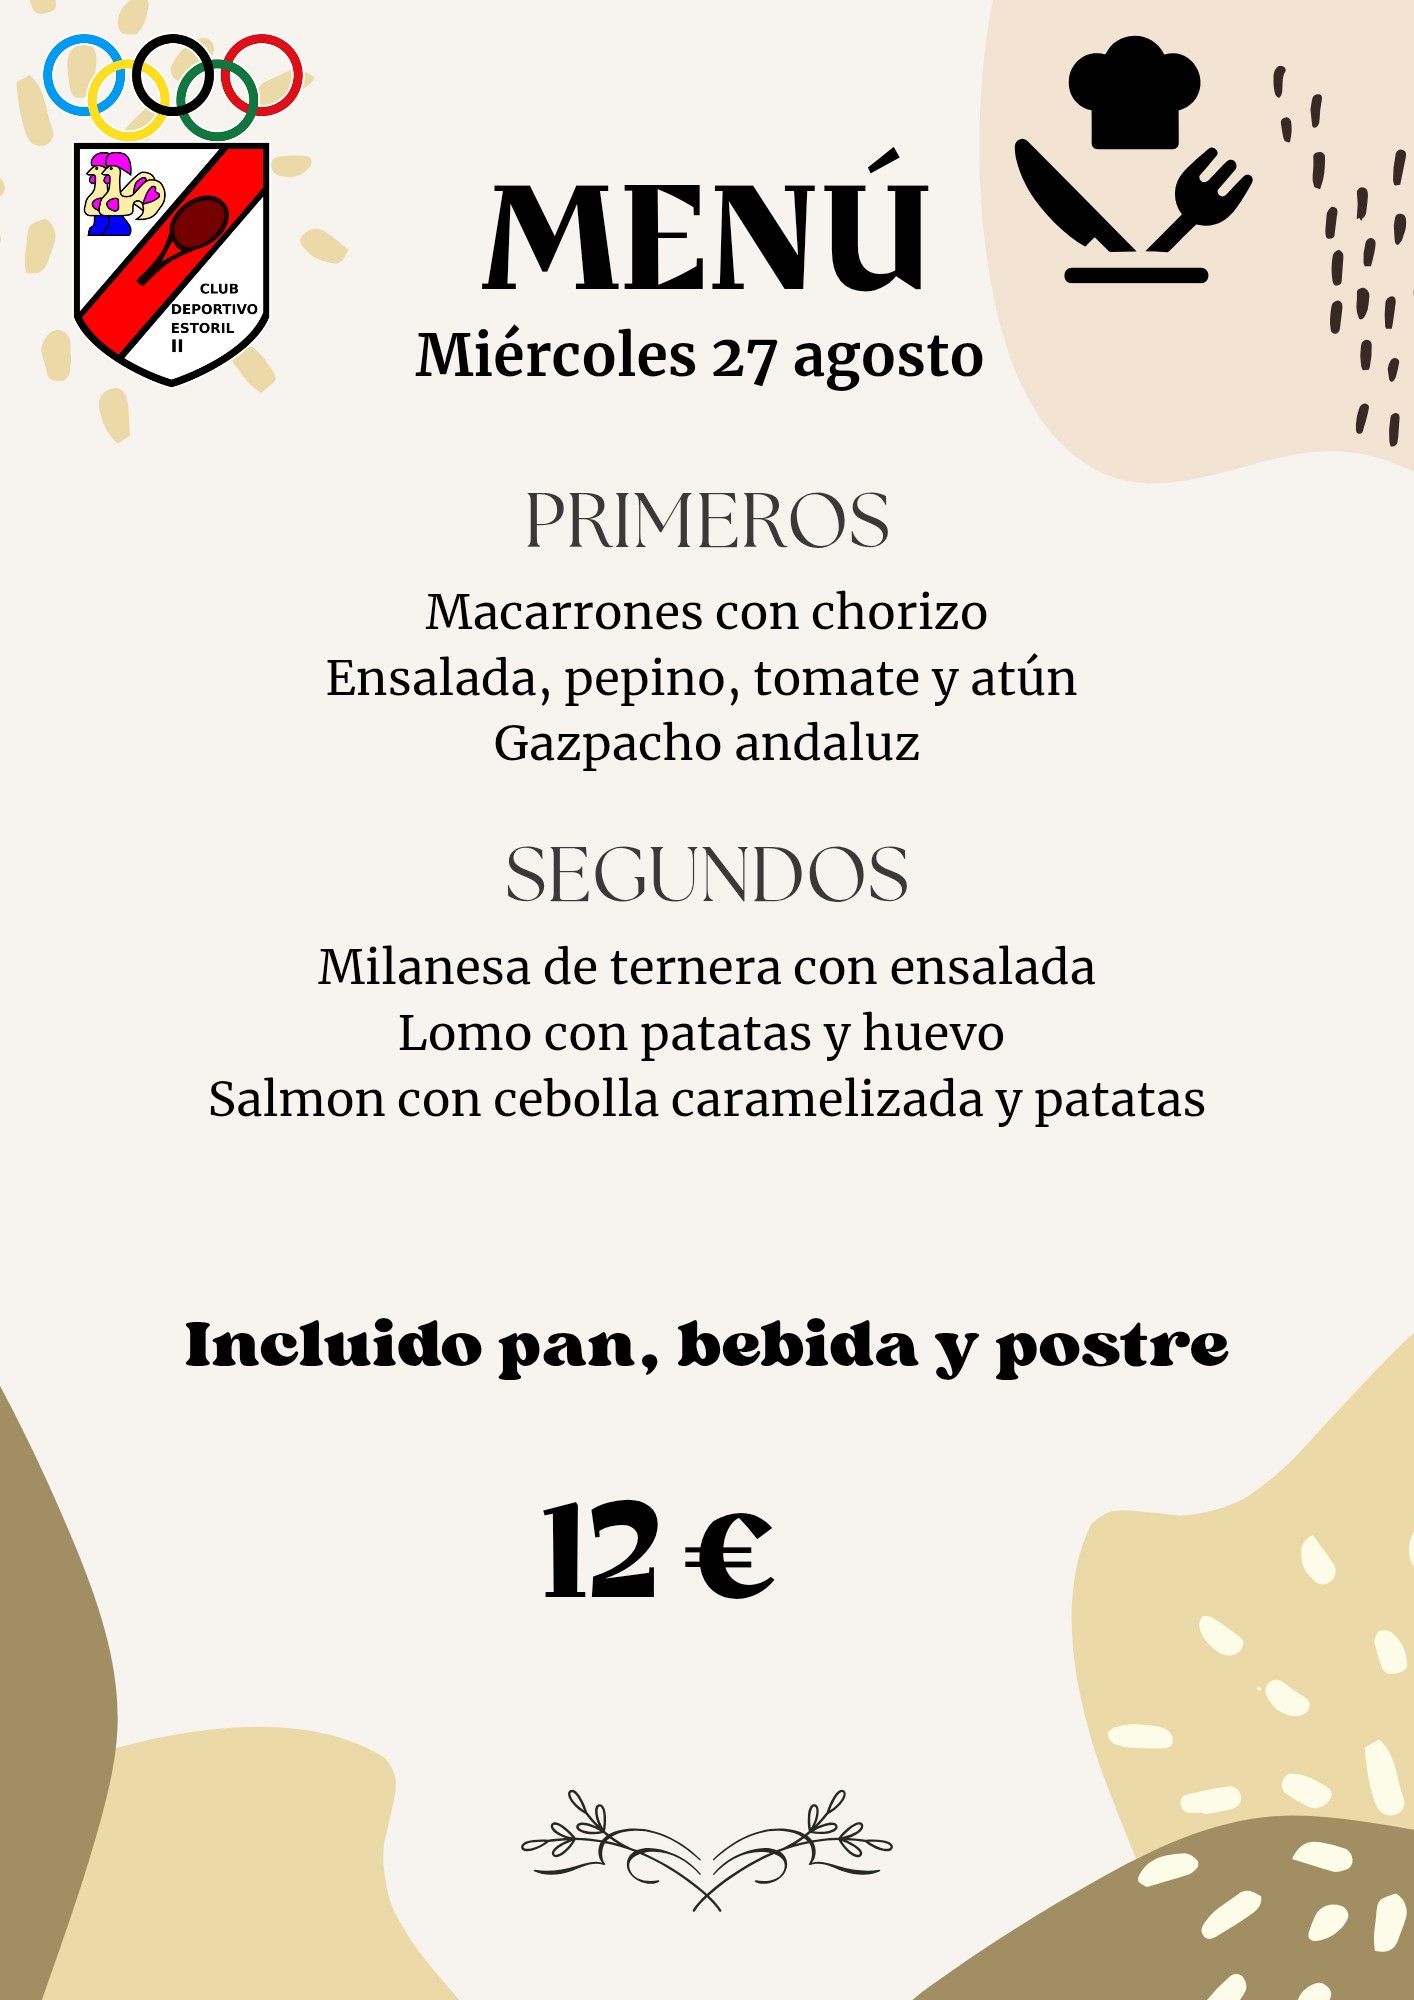 CLUB
DEPORTIVO
ESTORIL
II
MENÚ
Miércoles 27 agosto
PRIMEROS
Macarrones con chorizo
Ensalada, pepino, tomate y atún
Gazpacho andaluz
SEGUNDOS
Milanesa de ternera con ensalada
Lomo con patatas y huevo
Salmon con cebolla caramelizada y patatas
Incluido pan, bebida y postre
12 €